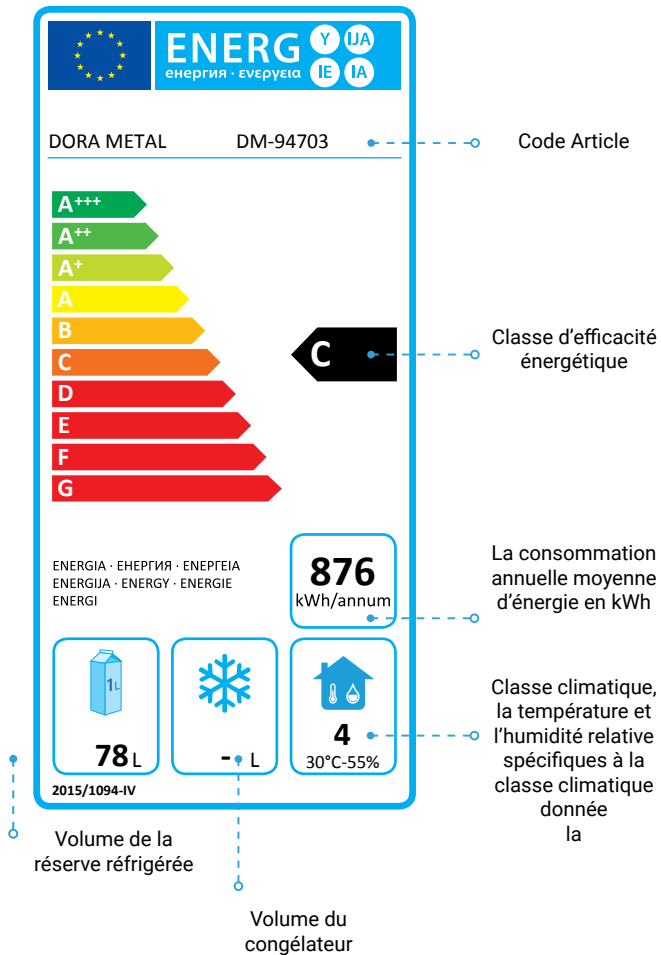 ENERG
енергия · ενεργεια
Y IJA
IE IA
DORA METAL DM-94703
Code Article
A+++
A++
A+
A
B
C
D
E
F
G
C
Classe d’efficacité
énergétique
ENERGIA · ЕНЕРГИЯ · ΕΝΕΡΓΕΙΑ
ENERGIJA · ENERGY · ENERGIE
ENERGI
876
kWh/annum
La consommation
annuelle moyenne
d’énergie en kWh
1L
78 L
- L
4
30°C-55%
Classe climatique,
la température et
l’humidité relative
spécifiques à la
classe climatique
donnée
la
2015/1094-IV
Volume de la
réserve réfrigérée
Volume du
congélateur